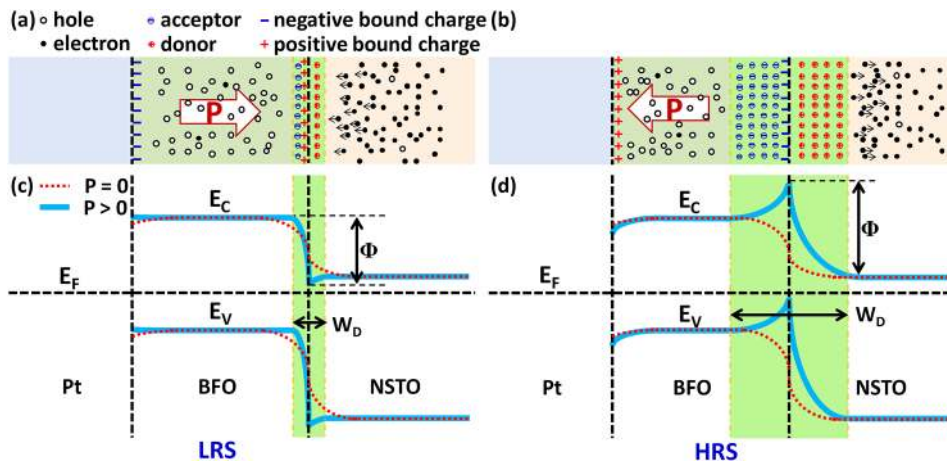 (a) ○ hole ⊖ acceptor − negative bound charge (b)
• electron ⊕ donor + positive bound charge
P
P
(c) P = 0
P > 0
E_C
Φ
E_F
E_V
W_D
Pt BFO NSTO
LRS
(d)
E_C
Φ
E_F
E_V
W_D
Pt BFO NSTO
HRS